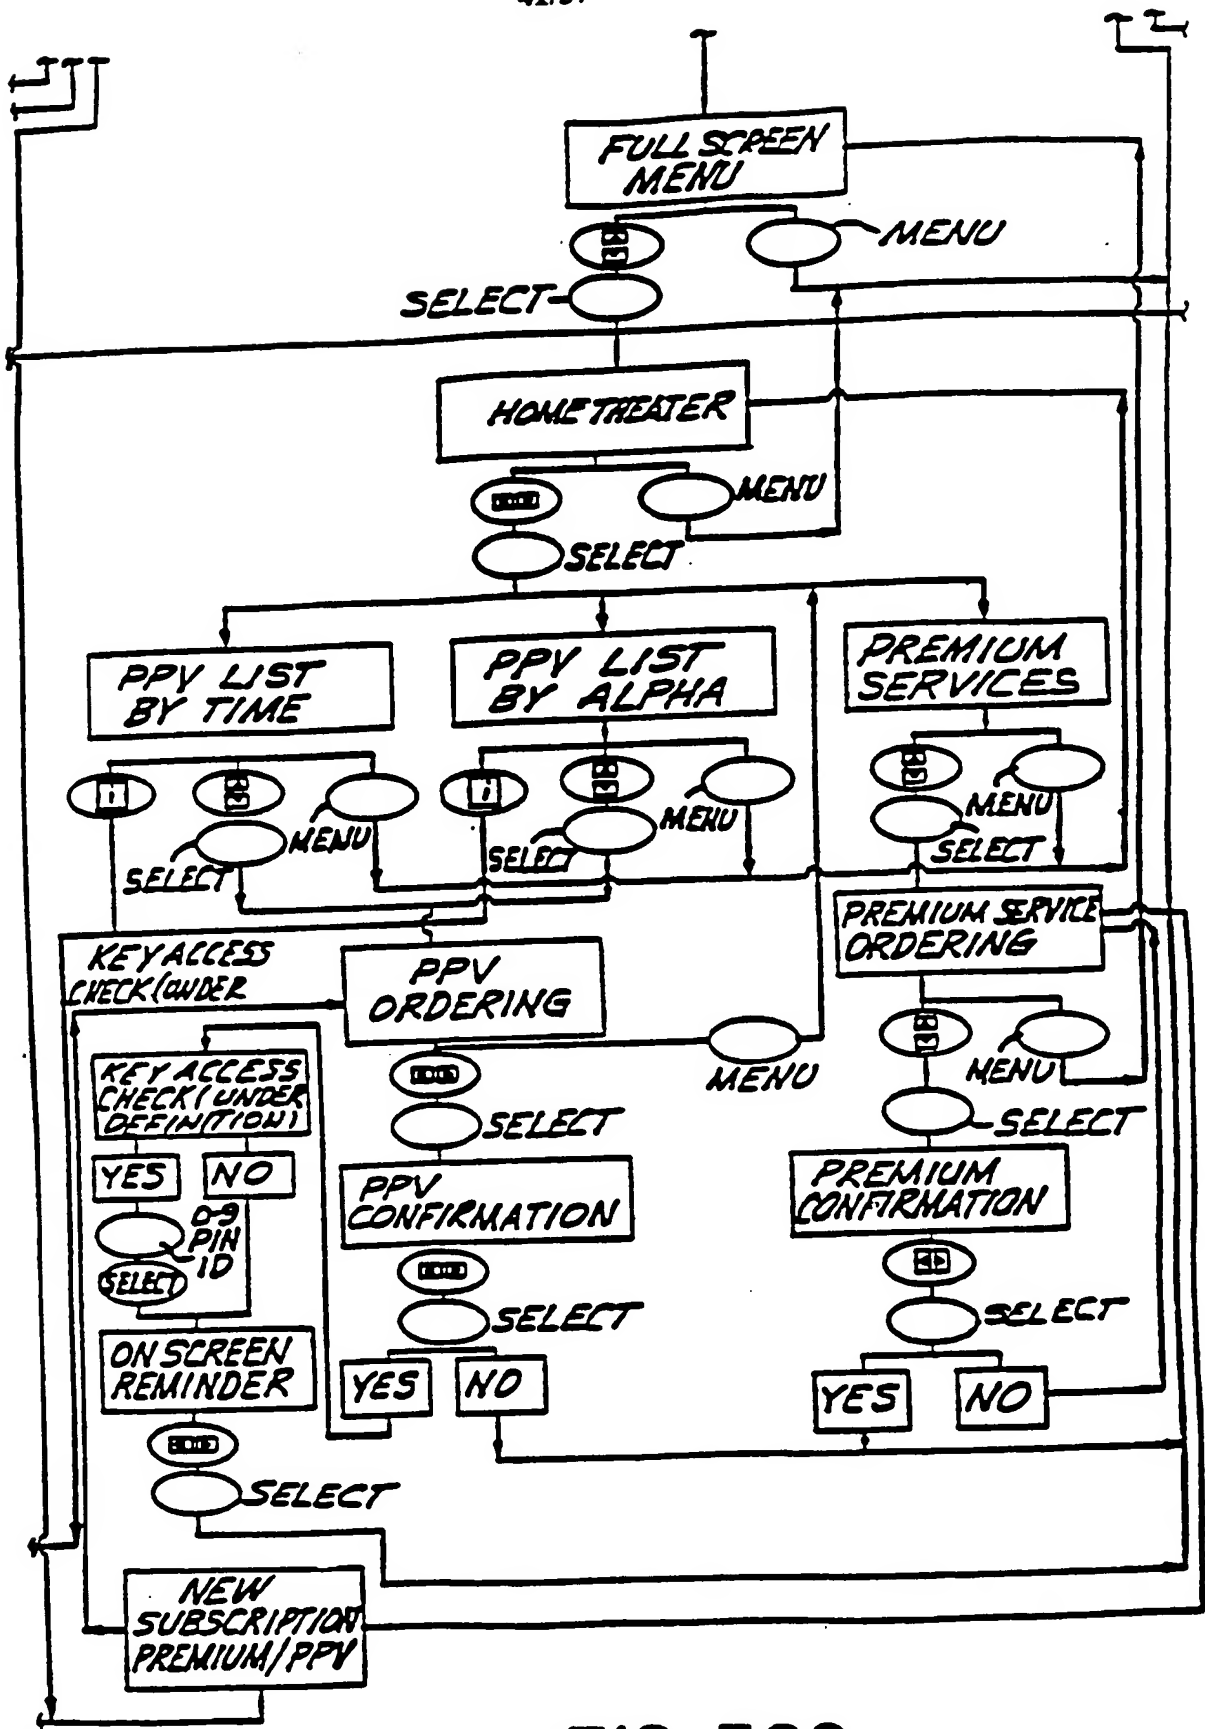 FULL SCREEN
MENU
MENU
SELECT
HOME THEATER
MENU
SELECT
PPV LIST
BY TIME
PPV LIST
BY ALPHA
PREMIUM
SERVICES
i
i
MENU
SELECT
MENU
SELECT
MENU
SELECT
KEY ACCESS
CHECK (UNDER
PPV
ORDERING
PREMIUM SERVICE
ORDERING
KEY ACCESS
CHECK (UNDER
DEFINITION)
MENU
MENU
SELECT
SELECT
YES
NO
0-9
PIN
ID
SELECT
PPV
CONFIRMATION
PREMIUM
CONFIRMATION
SELECT
SELECT
ON SCREEN
REMINDER
YES
NO
YES
NO
SELECT
NEW
SUBSCRIPTION
PREMIUM/PPV